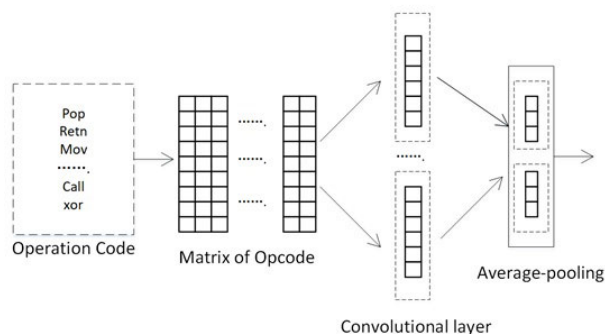 Pop
Retn
Mov
.......
Call
xor
Operation Code
.......
.......
.......
Matrix of Opcode
.......
Convolutional layer
Average-pooling